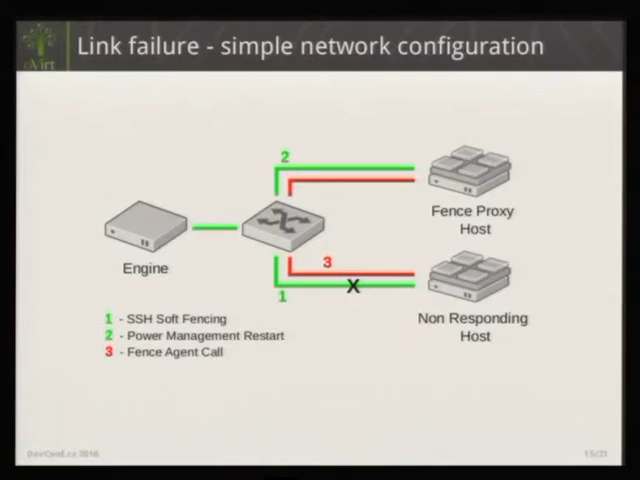 oVirt
Link failure - simple network configuration
2
Fence Proxy
Host
Engine
3
X
1
Non Responding
Host
1 - SSH Soft Fencing
2 - Power Management Restart
3 - Fence Agent Call
DevConf.cz 2016
15/21